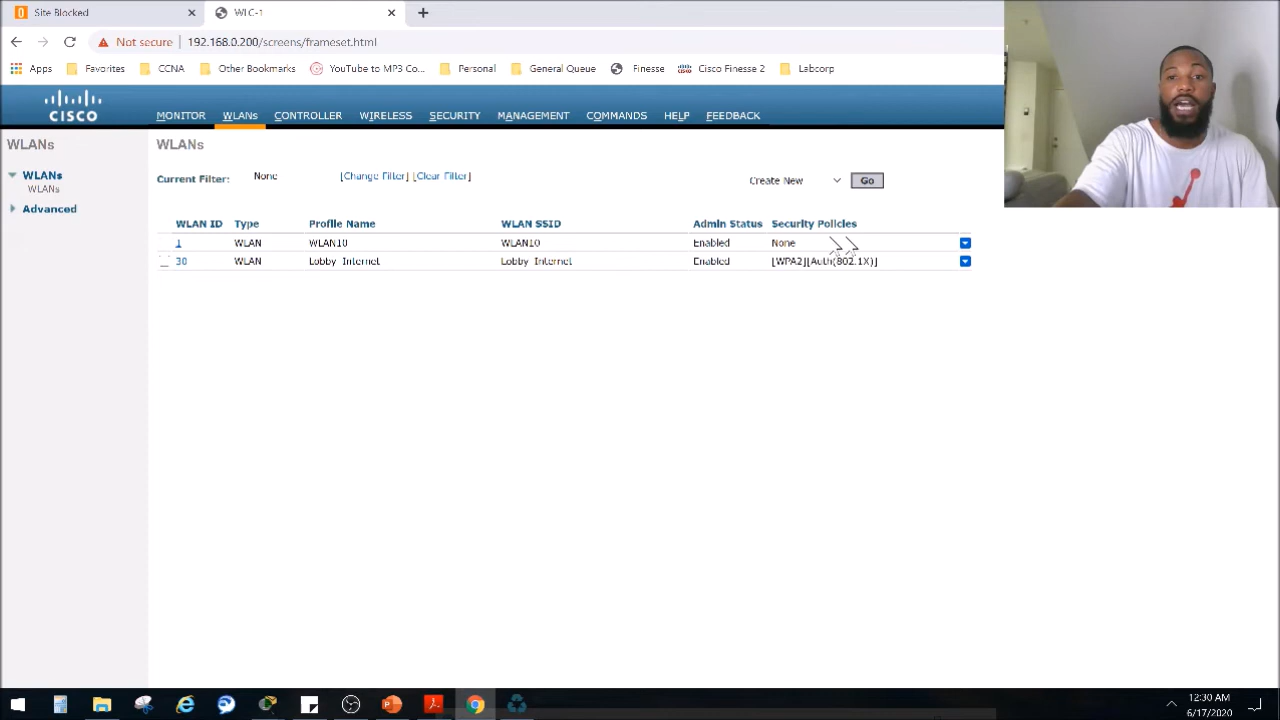 Site Blocked
WLC-1
Not secure 192.168.0.200/screens/frameset.html
Apps Favorites CCNA Other Bookmarks YouTube to MP3 Co... Personal General Queue Finesse Cisco Finesse 2 Labcorp
CISCO
MONITOR WLANs CONTROLLER WIRELESS SECURITY MANAGEMENT COMMANDS HELP FEEDBACK
WLANs
WLANs
WLANs
Advanced
WLANs
Current Filter: None [Change Filter] [Clear Filter] Create New Go
WLAN ID Type Profile Name WLAN SSID Admin Status Security Policies
1 WLAN WLAN10 WLAN10 Enabled None
30 WLAN Lobby Internet Lobby Internet Enabled [WPA2][Auth(802.1X)]
12:30 AM
6/17/2020